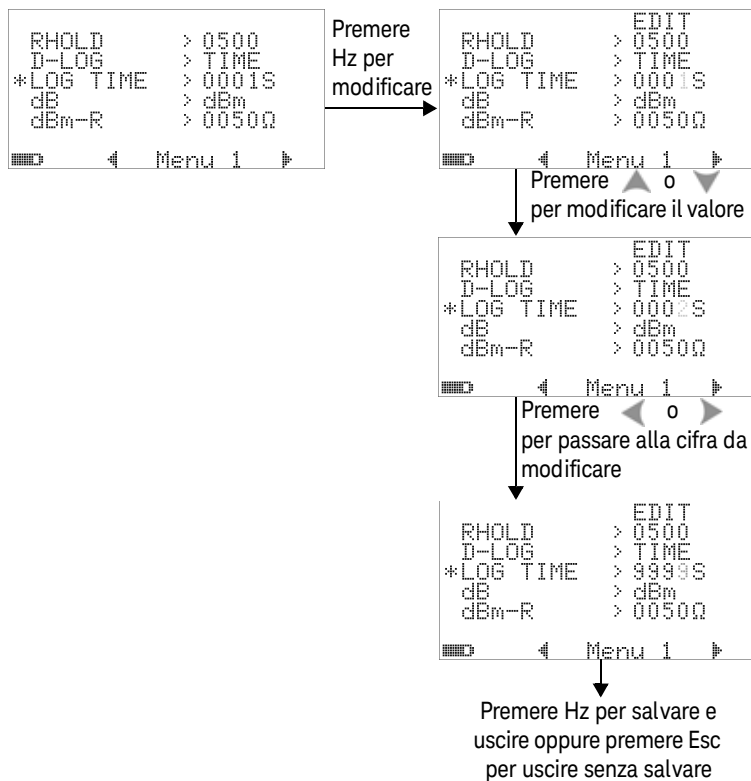 RHOLD > 0500
D-LOG > TIME
*LOG TIME > 0001S
dB > dBm
dBm-R > 0050Ω
Menu 1
Premere
Hz per
modificare
EDIT
RHOLD > 0500
D-LOG > TIME
*LOG TIME > 0001S
dB > dBm
dBm-R > 0050Ω
Menu 1
Premere o
per modificare il valore
EDIT
RHOLD > 0500
D-LOG > TIME
*LOG TIME > 0002S
dB > dBm
dBm-R > 0050Ω
Menu 1
Premere o
per passare alla cifra da
modificare
EDIT
RHOLD > 0500
D-LOG > TIME
*LOG TIME > 9999S
dB > dBm
dBm-R > 0050Ω
Menu 1
Premere Hz per salvare e
uscire oppure premere Esc
per uscire senza salvare